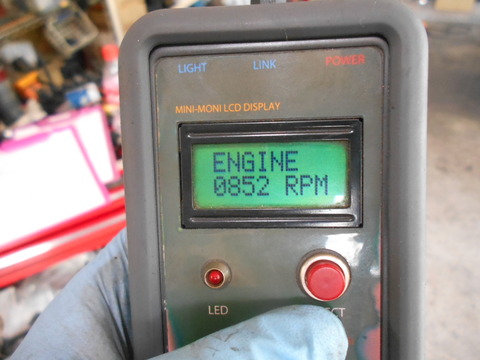 LIGHT LINK POWER
MINI-MONI LCD DISPLAY
ENGINE
0852 RPM
LED